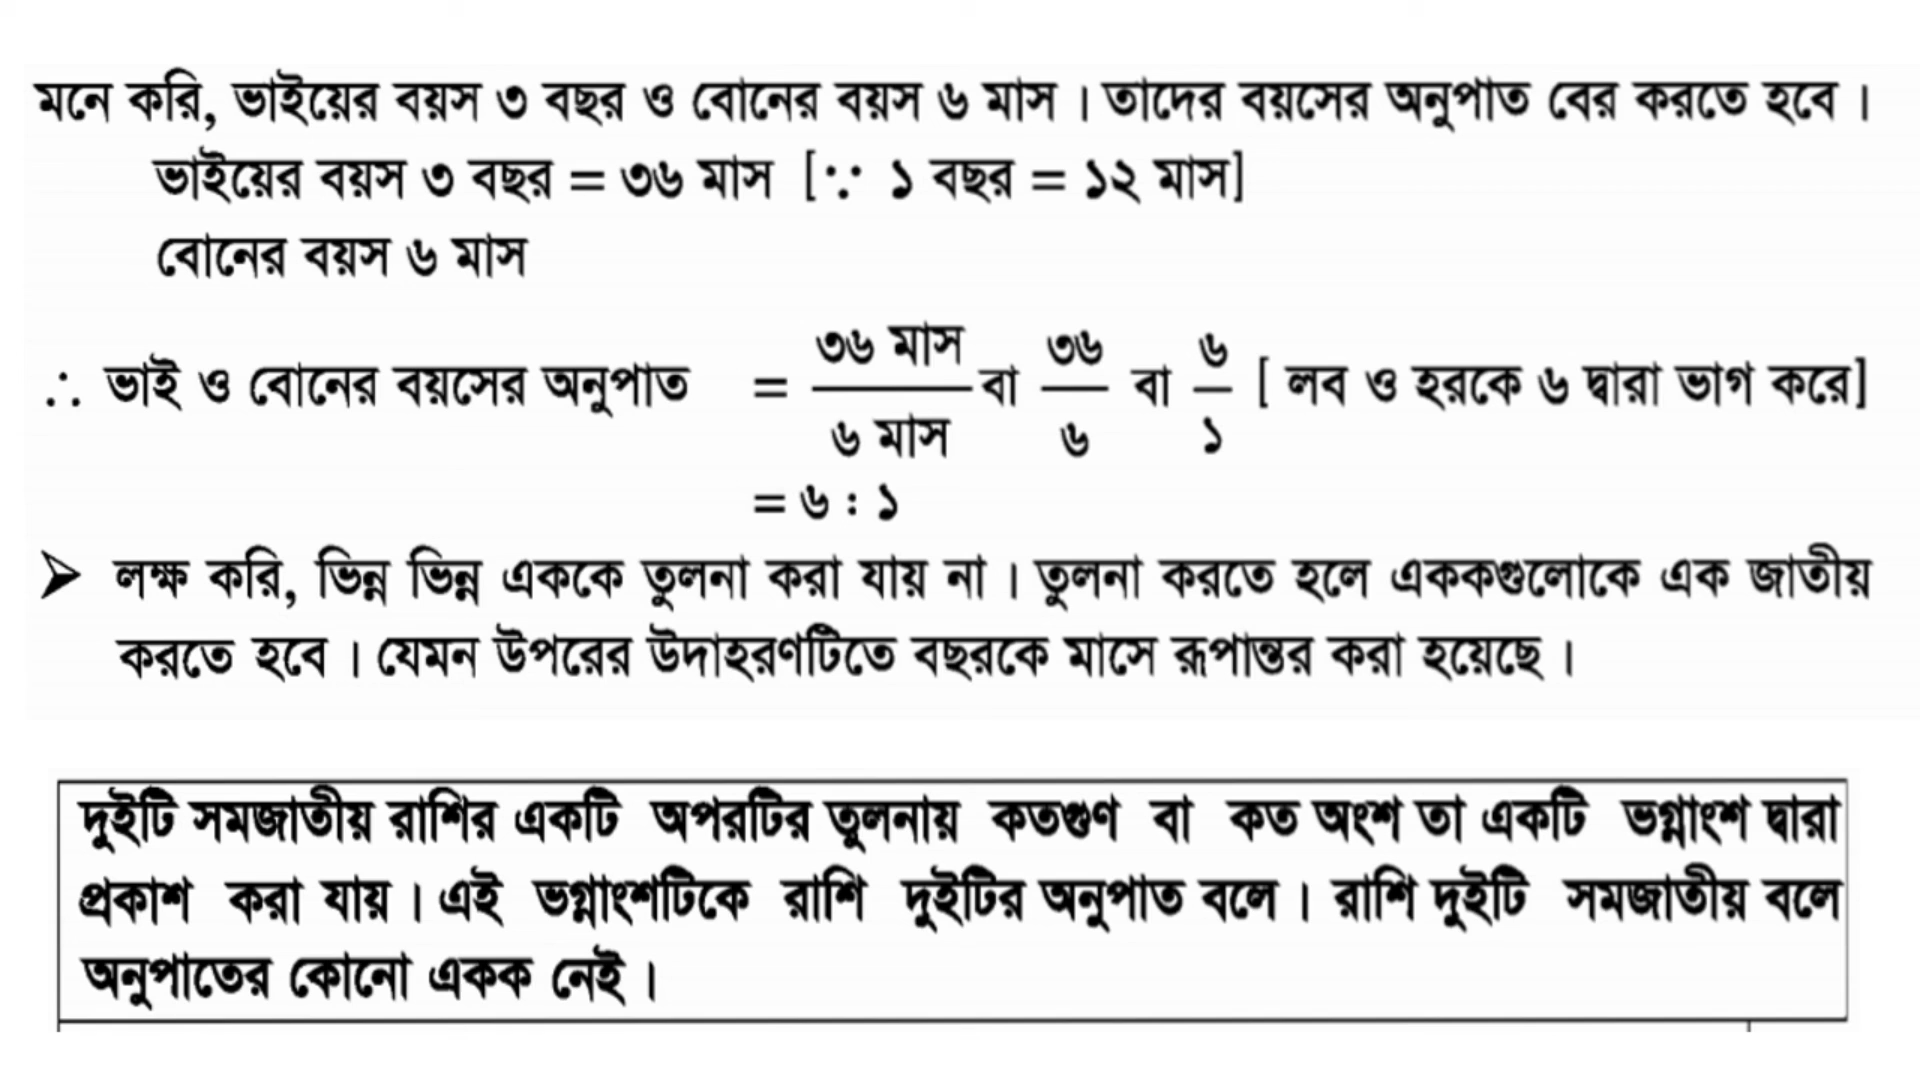 মনে করি, ভাইয়ের বয়স ৩ বছর ও বোনের বয়স ৬ মাস । তাদের বয়সের অনুপাত বের করতে হবে ।
ভাইয়ের বয়স ৩ বছর = ৩৬ মাস [∵ ১ বছর = ১২ মাস]
বোনের বয়স ৬ মাস
∴ ভাই ও বোনের বয়সের অনুপাত = ৩৬ মাস/৬ মাস বা ৩৬/৬ বা ৬/১ [ লব ও হরকে ৬ দ্বারা ভাগ করে]
= ৬ : ১
➢ লক্ষ করি, ভিন্ন ভিন্ন এককে তুলনা করা যায় না । তুলনা করতে হলে এককগুলোকে এক জাতীয়
করতে হবে । যেমন উপরের উদাহরণটিতে বছরকে মাসে রূপান্তর করা হয়েছে ।
দুইটি সমজাতীয় রাশির একটি অপরটির তুলনায় কতগুণ বা কত অংশ তা একটি ভগ্নাংশ দ্বারা
প্রকাশ করা যায় । এই ভগ্নাংশটিকে রাশি দুইটির অনুপাত বলে । রাশি দুইটি সমজাতীয় বলে
অনুপাতের কোনো একক নেই ।